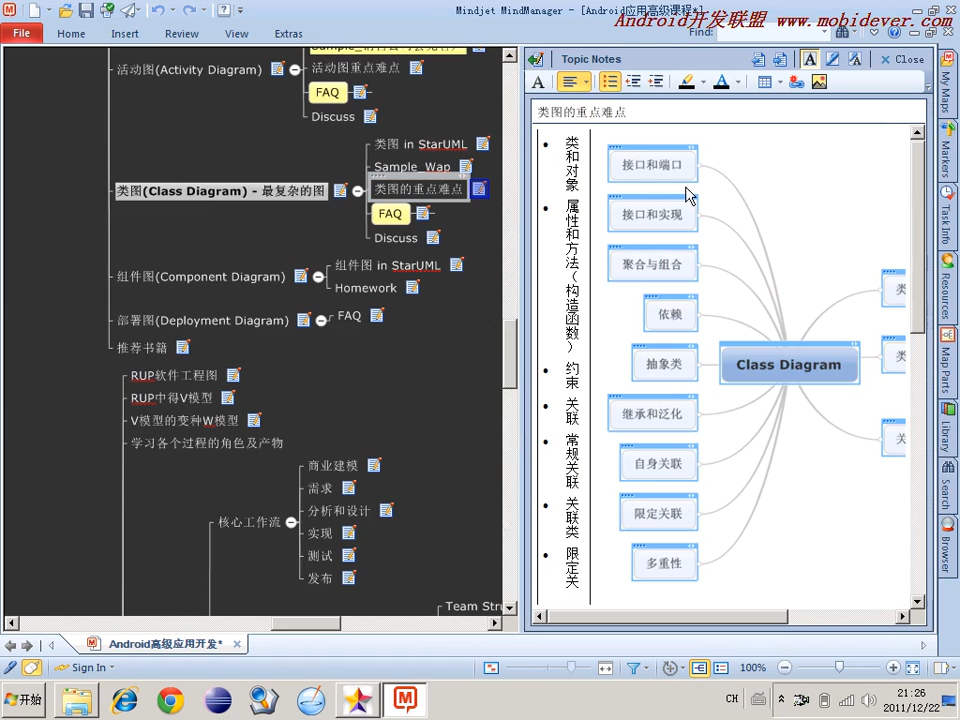 Mindjet MindManager - [Android应用高级课程*]
Android开发联盟 www.mobidever.com
File
Home
Insert
Review
View
Extras
Find:
活动图(Activity Diagram)
活动图重点难点
FAQ
Discuss
类图 in StarUML
Sample_Wap
类图(Class Diagram) - 最复杂的图
类图的重点难点
FAQ
Discuss
组件图(Component Diagram)
组件图 in StarUML
Homework
部署图(Deployment Diagram)
FAQ
推荐书籍
RUP软件工程图
RUP中得V模型
V模型的变种W模型
学习各个过程的角色及产物
核心工作流
商业建模
需求
分析和设计
实现
测试
发布
Team Stru
Topic Notes
Close
类图的重点难点
• 类和对象
• 属性和方法（构造函数）
• 约束
• 关联
• 常规关联
• 关联类
• 限定关
接口和端口
接口和实现
聚合与组合
依赖
抽象类
继承和泛化
自身关联
限定关联
多重性
Class Diagram
类
类
关
My Maps
Markers
Task Info
Resources
Map Parts
Library
Search
Browser
Android高级应用开发*
Sign In
100%
开始
CH
21:26
2011/12/22